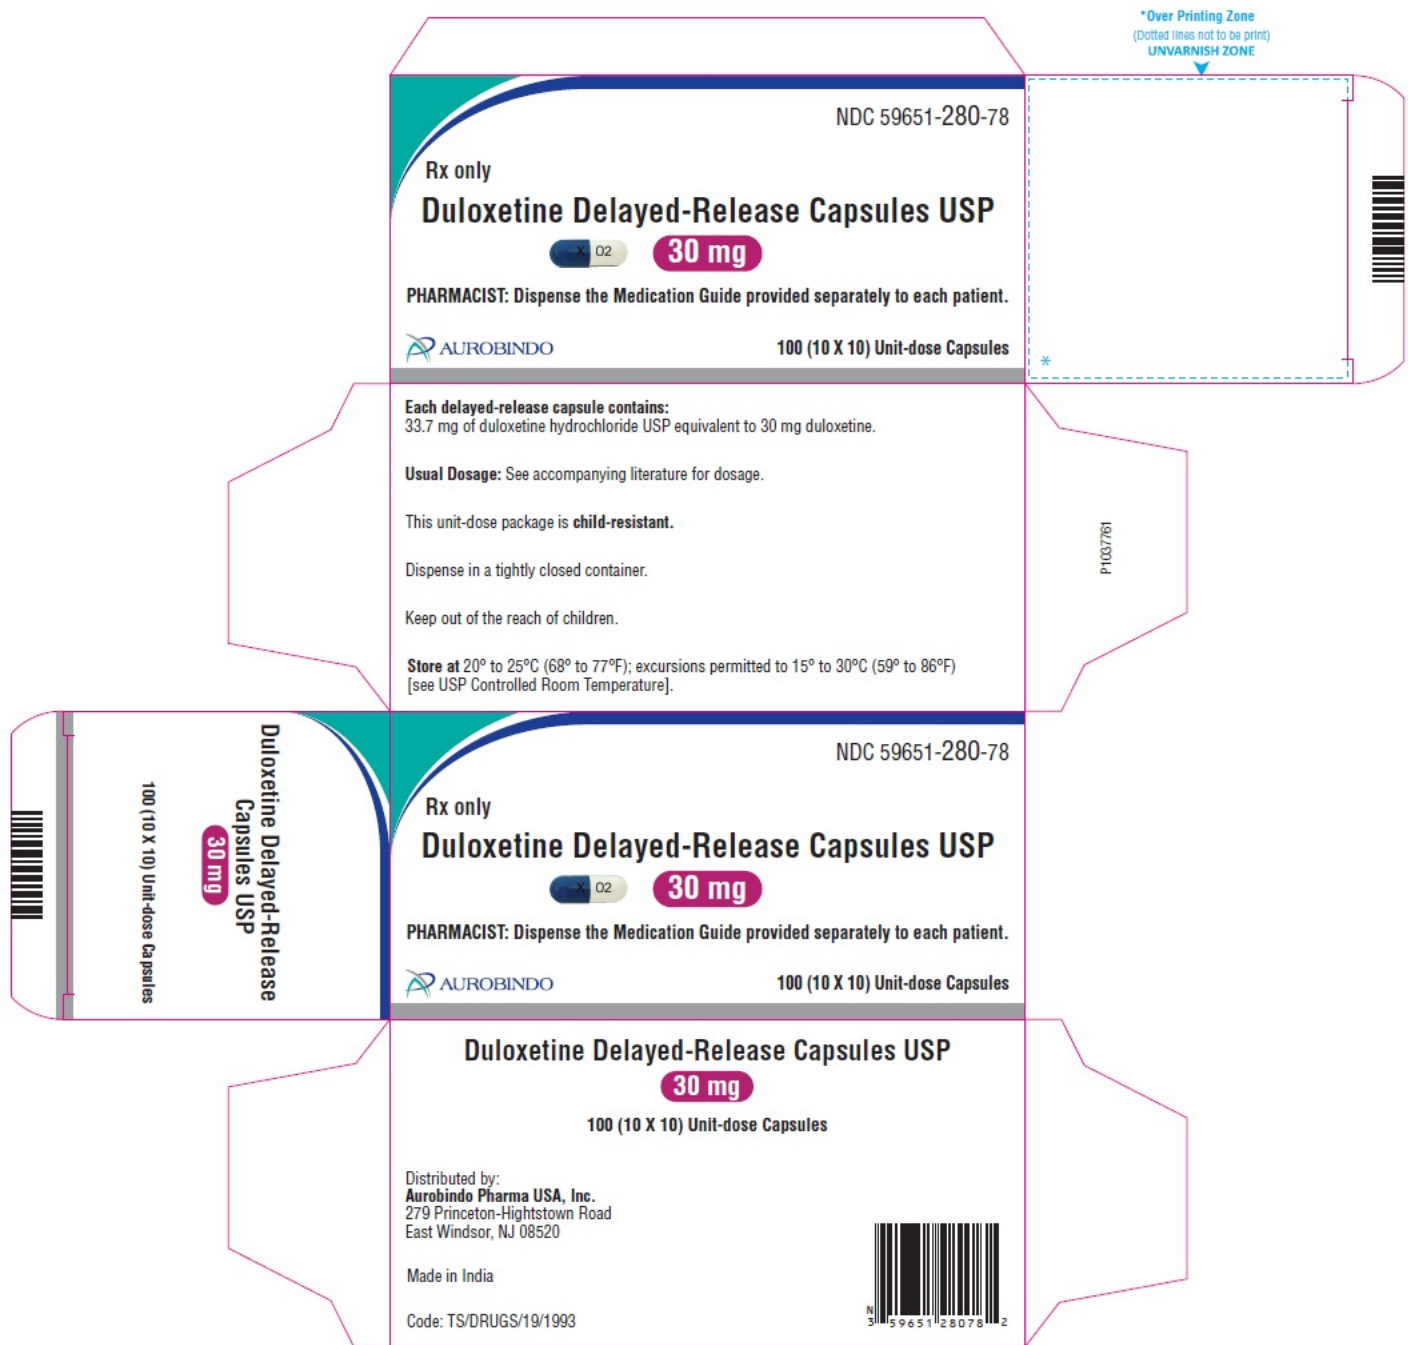 *Over Printing Zone
(Dotted lines not to be print)
UNVARNISH ZONE
NDC 59651-280-78
Rx only
Duloxetine Delayed-Release Capsules USP
X 02
30 mg
PHARMACIST: Dispense the Medication Guide provided separately to each patient.
AUROBINDO
100 (10 X 10) Unit-dose Capsules
*
Each delayed-release capsule contains:
33.7 mg of duloxetine hydrochloride USP equivalent to 30 mg duloxetine.
Usual Dosage: See accompanying literature for dosage.
This unit-dose package is child-resistant.
Dispense in a tightly closed container.
Keep out of the reach of children.
Store at 20º to 25ºC (68º to 77ºF); excursions permitted to 15º to 30ºC (59º to 86ºF)
[see USP Controlled Room Temperature].
P1037761
Duloxetine Delayed-Release
Capsules USP
30 mg
100 (10 X 10) Unit-dose Capsules
NDC 59651-280-78
Rx only
Duloxetine Delayed-Release Capsules USP
X 02
30 mg
PHARMACIST: Dispense the Medication Guide provided separately to each patient.
AUROBINDO
100 (10 X 10) Unit-dose Capsules
Duloxetine Delayed-Release Capsules USP
30 mg
100 (10 X 10) Unit-dose Capsules
Distributed by:
Aurobindo Pharma USA, Inc.
279 Princeton-Hightstown Road
East Windsor, NJ 08520
Made in India
Code: TS/DRUGS/19/1993
N
3 59651 28078 2